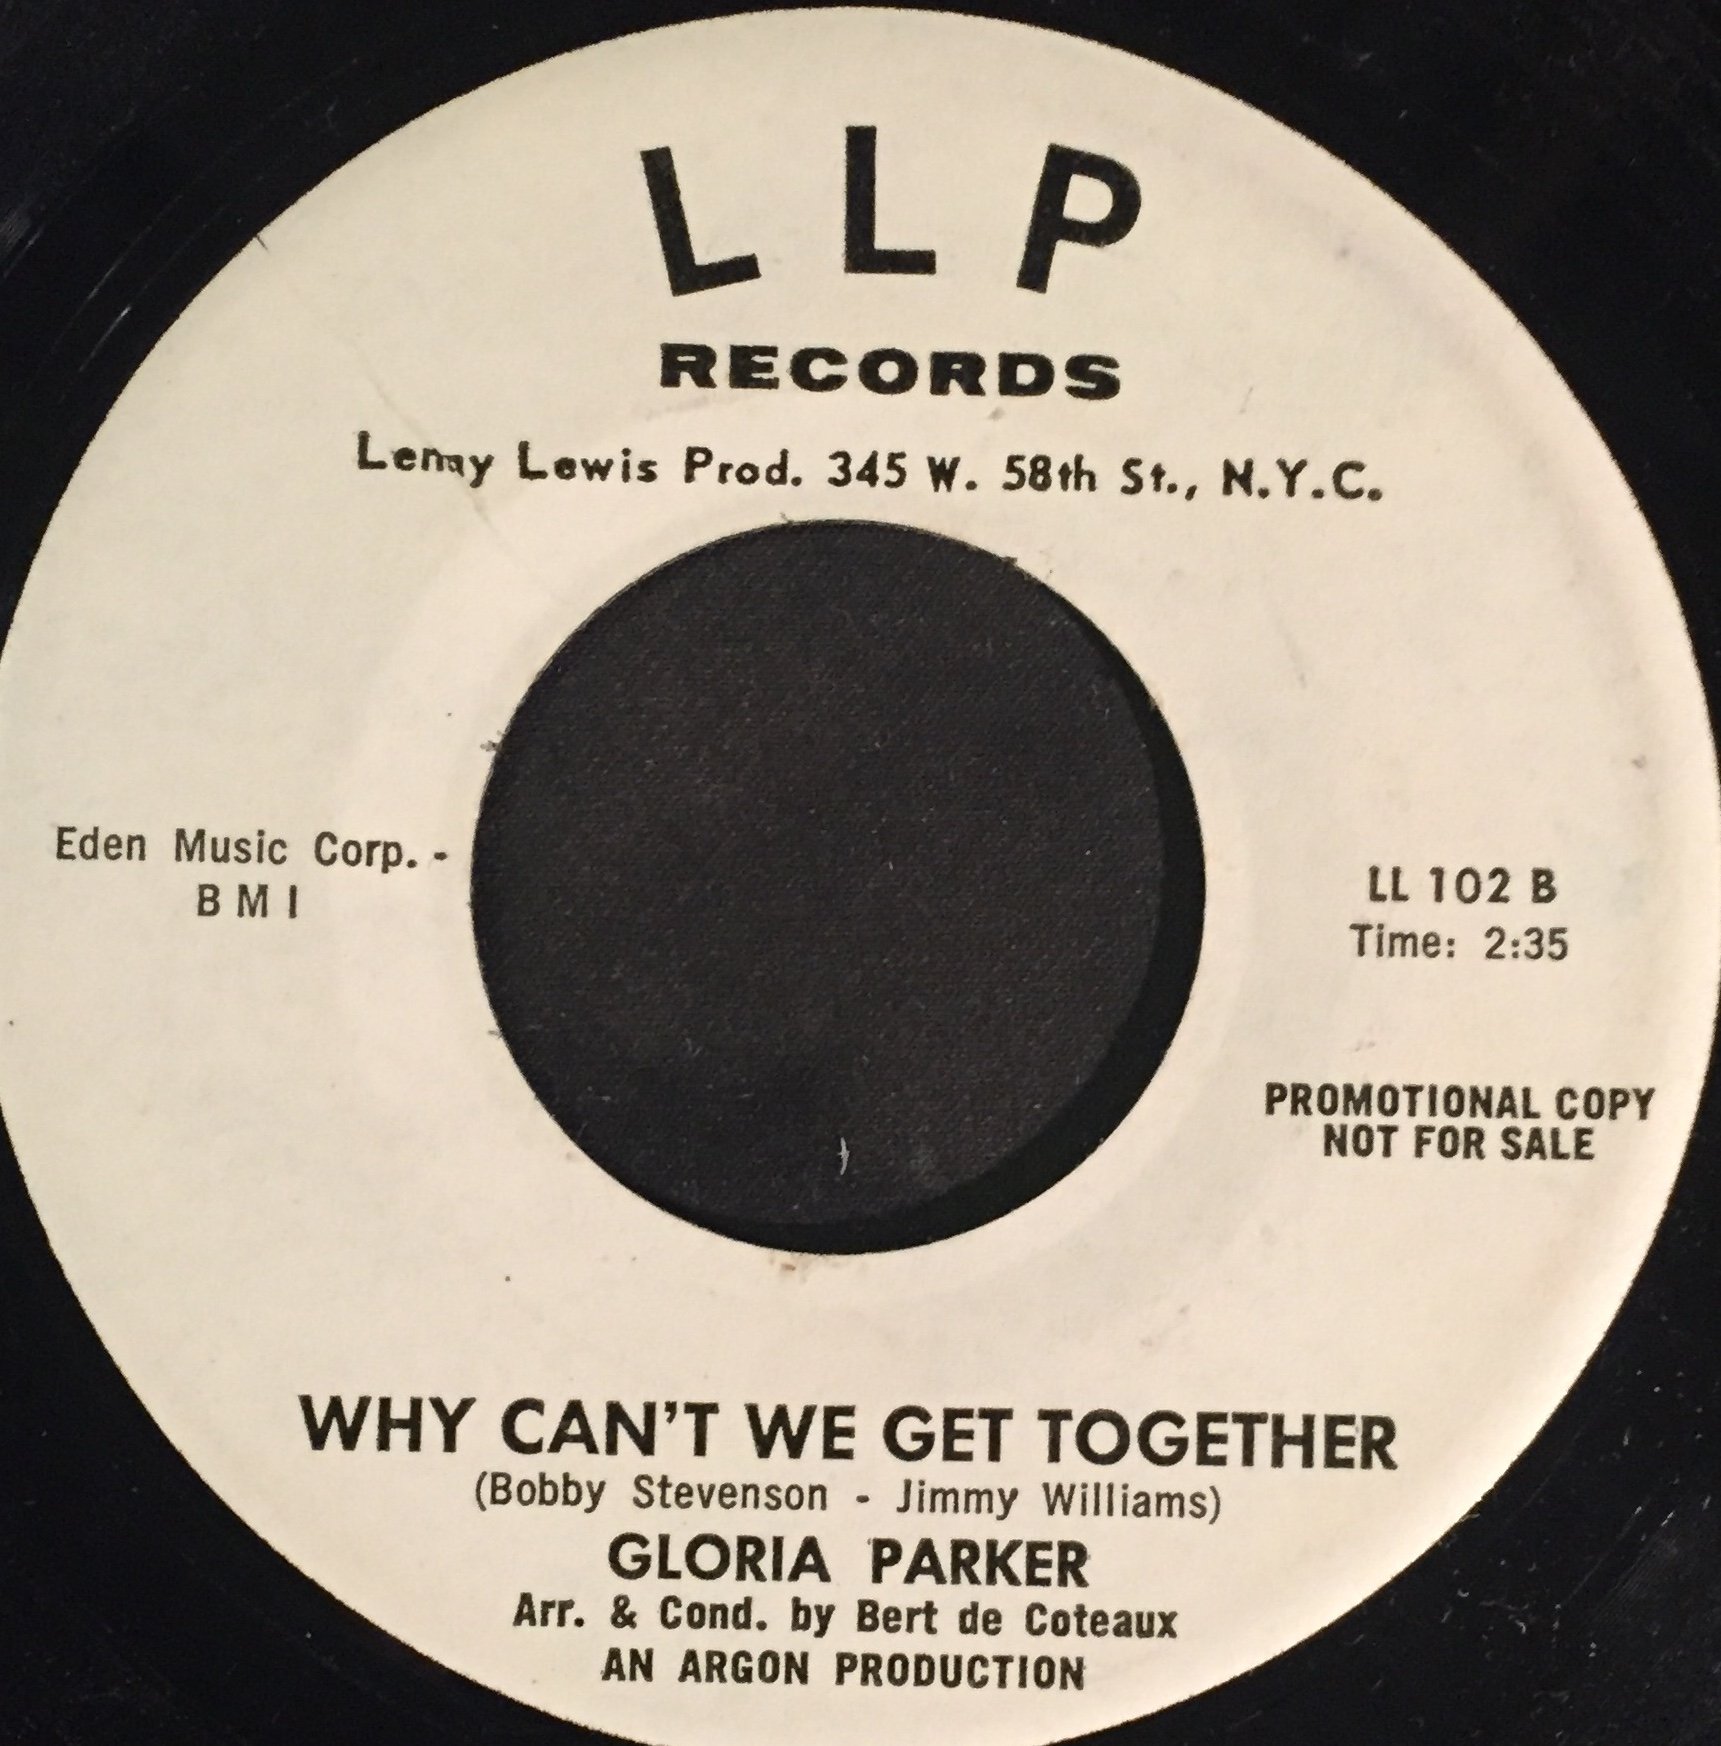 LLP
RECORDS
Lenny Lewis Prod. 345 W. 58th St., N.Y.C.
Eden Music Corp. -
BMI
LL 102 B
Time: 2:35
PROMOTIONAL COPY
NOT FOR SALE
WHY CAN'T WE GET TOGETHER
(Bobby Stevenson - Jimmy Williams)
GLORIA PARKER
Arr. & Cond. by Bert de Coteaux
AN ARGON PRODUCTION